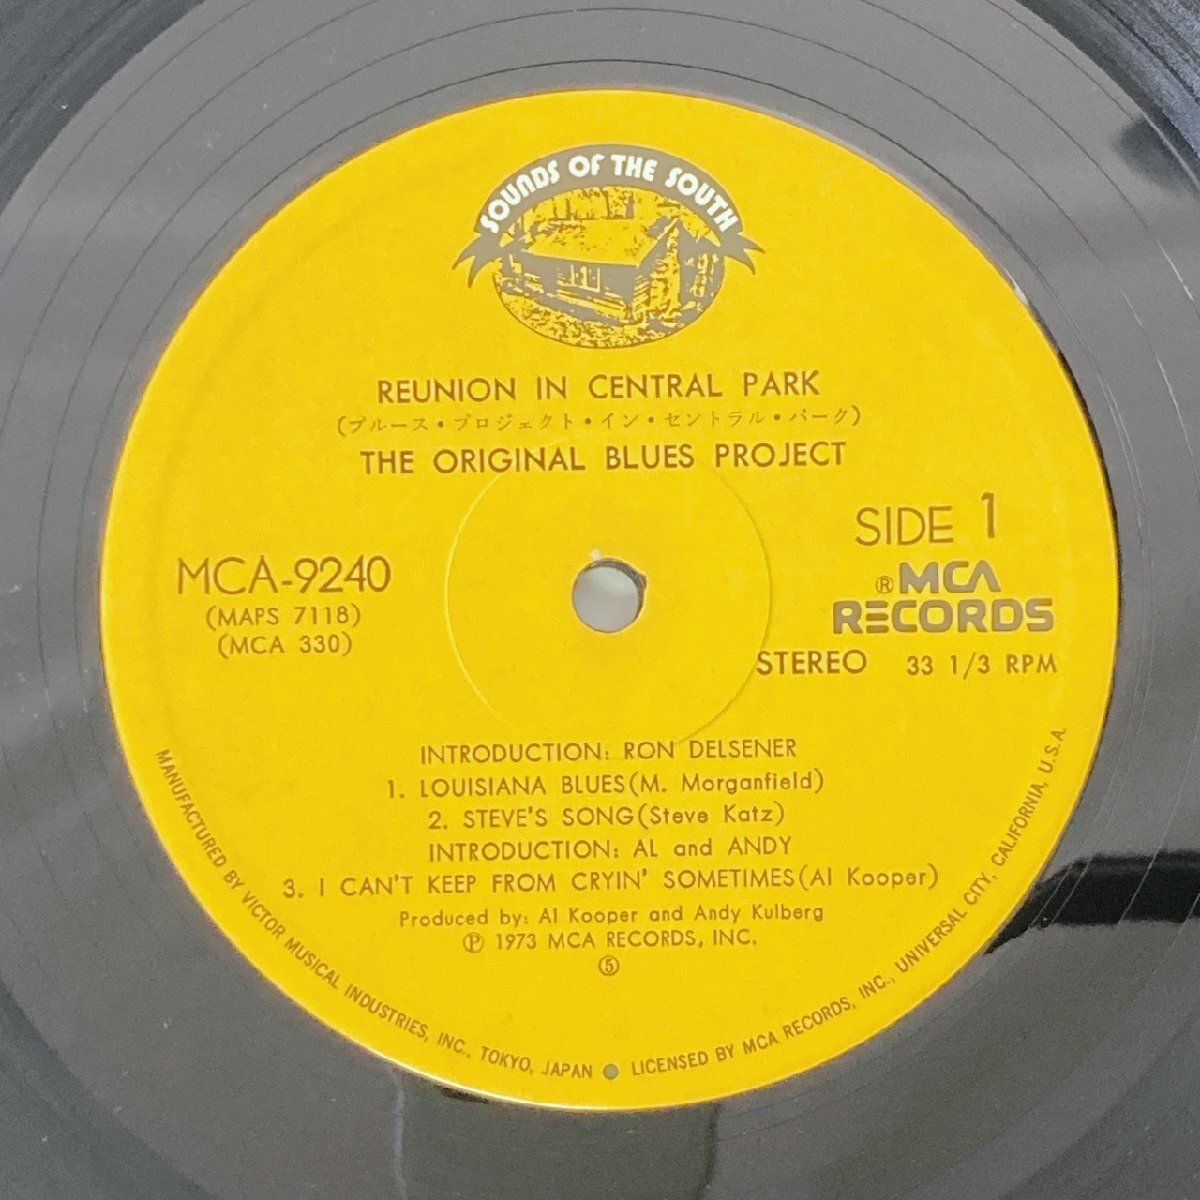 SOUNDS OF THE SOUTH
REUNION IN CENTRAL PARK
(ブルース・プロジェクト・イン・セントラル・パーク)
THE ORIGINAL BLUES PROJECT
SIDE 1
MCA-9240
(MAPS 7118)
(MCA 330)
® MCA
RECORDS
STEREO 33 1/3 RPM
INTRODUCTION: RON DELSENER
1. LOUISIANA BLUES(M. Morganfield)
2. STEVE'S SONG(Steve Katz)
INTRODUCTION: AL and ANDY
3. I CAN'T KEEP FROM CRYIN' SOMETIMES(Al Kooper)
Produced by: Al Kooper and Andy Kulberg
℗ 1973 MCA RECORDS, INC.
⑤
MANUFACTURED BY VICTOR MUSICAL INDUSTRIES, INC., TOKYO, JAPAN ● LICENSED BY MCA RECORDS, INC., UNIVERSAL CITY, CALIFORNIA, U.S.A.